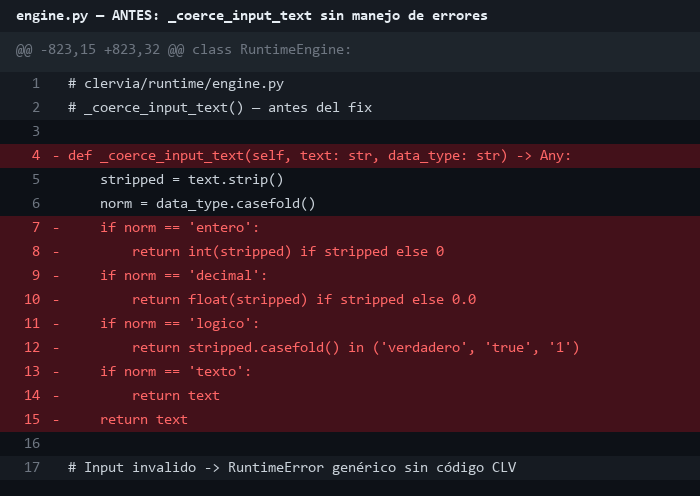 engine.py — ANTES: _coerce_input_text sin manejo de errores
@@ -823,15 +823,32 @@ class RuntimeEngine:
1 # clervia/runtime/engine.py
2 # _coerce_input_text() — antes del fix
3
4 - def _coerce_input_text(self, text: str, data_type: str) -> Any:
5     stripped = text.strip()
6     norm = data_type.casefold()
7 -     if norm == 'entero':
8 -         return int(stripped) if stripped else 0
9 -     if norm == 'decimal':
10 -         return float(stripped) if stripped else 0.0
11 -     if norm == 'logico':
12 -         return stripped.casefold() in ('verdadero', 'true', '1')
13 -     if norm == 'texto':
14 -         return text
15 -     return text
16
17 # Input invalido -> RuntimeError genérico sin código CLV